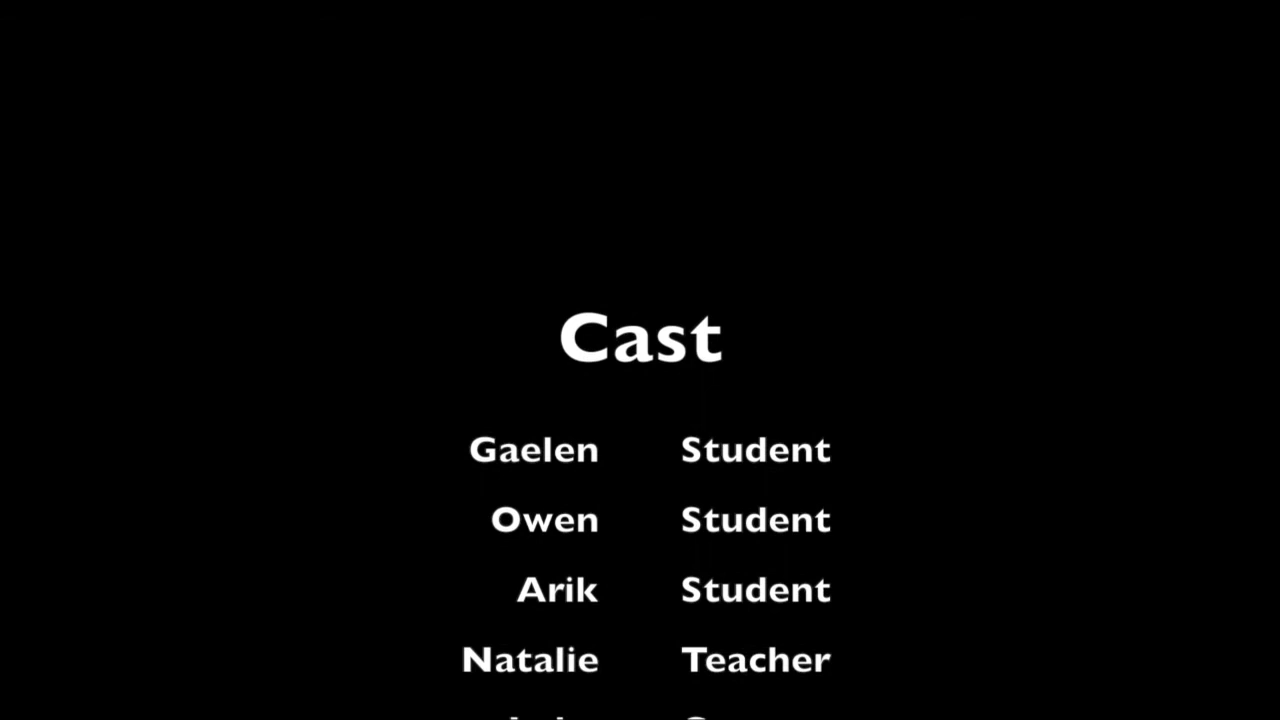 Cast
Gaelen Student
Owen Student
Arik Student
Natalie Teacher